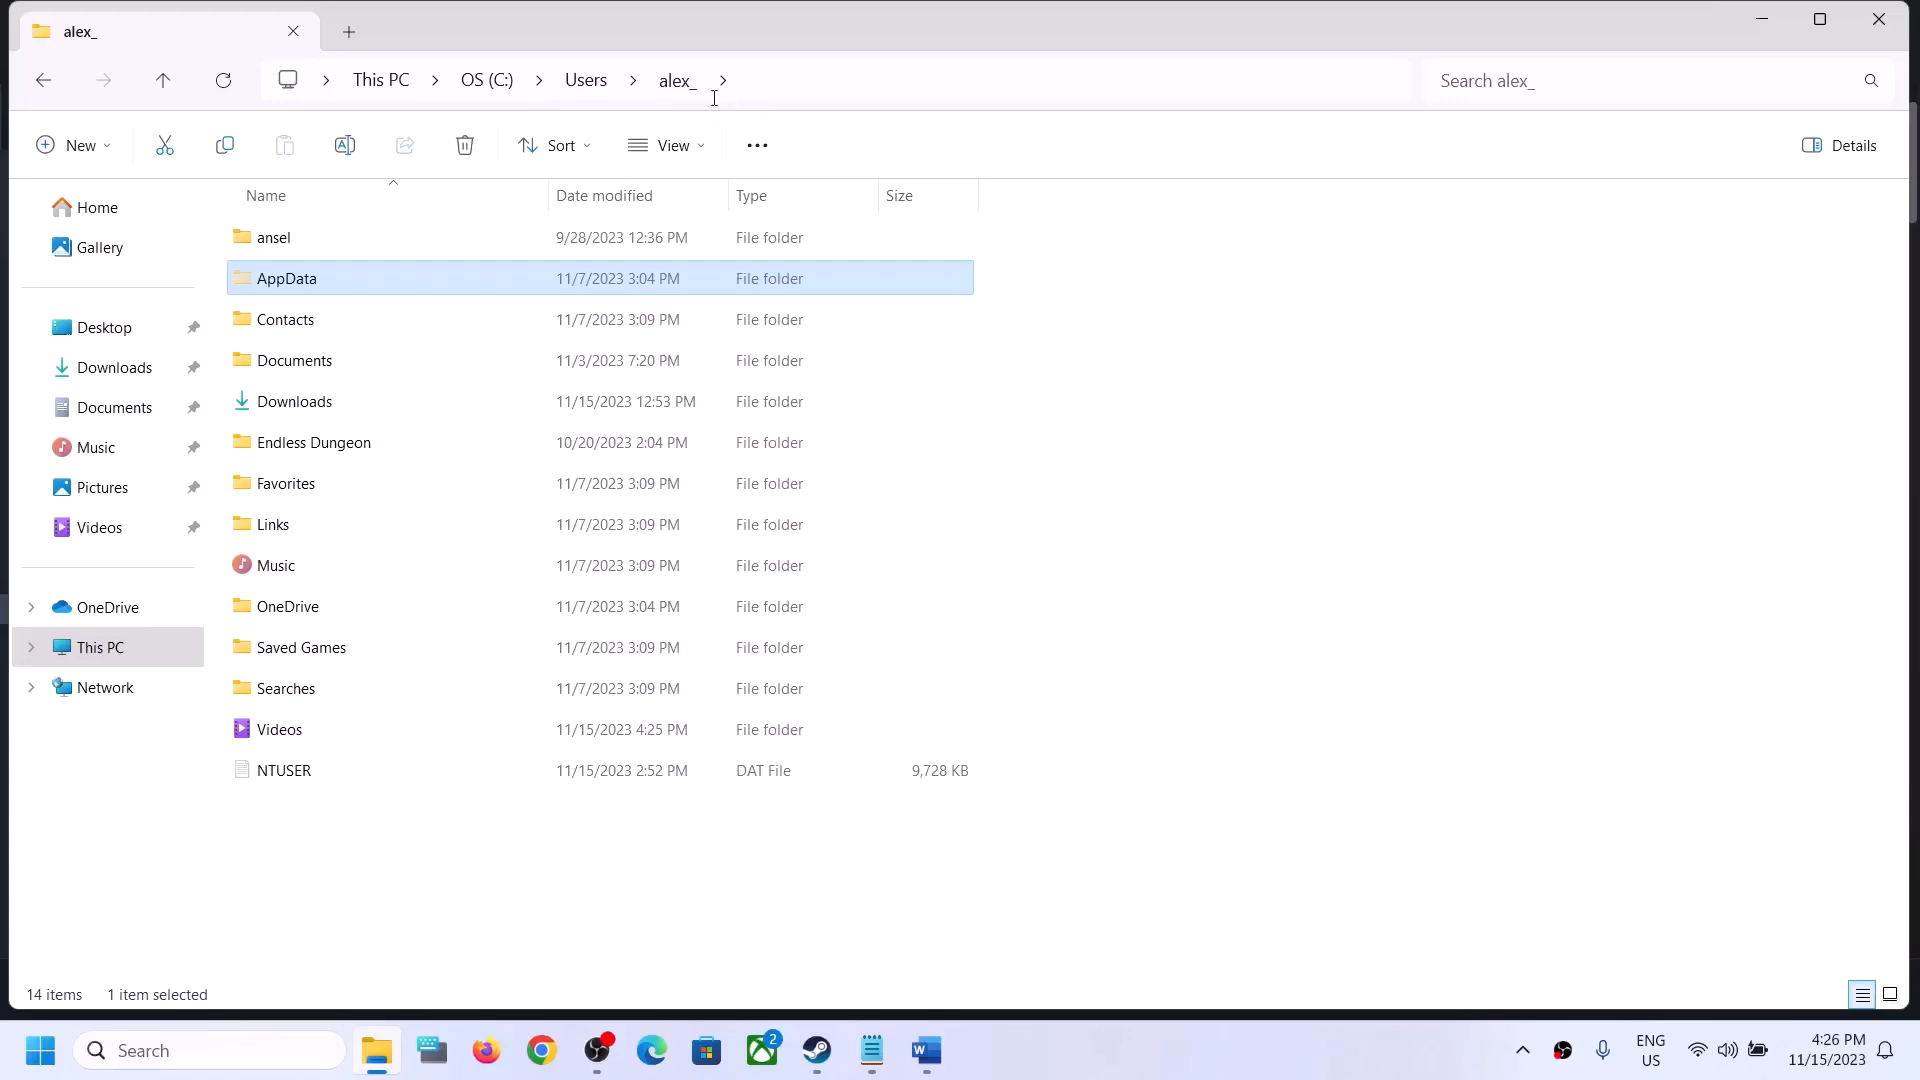 alex_
This PC
OS (C:)
Users
alex_
Search alex_
New
Sort
View
Details
Name
Date modified
Type
Size
Home
Gallery
Desktop
Downloads
Documents
Music
Pictures
Videos
OneDrive
This PC
Network
ansel 9/28/2023 12:36 PM File folder
AppData 11/7/2023 3:04 PM File folder
Contacts 11/7/2023 3:09 PM File folder
Documents 11/3/2023 7:20 PM File folder
Downloads 11/15/2023 12:53 PM File folder
Endless Dungeon 10/20/2023 2:04 PM File folder
Favorites 11/7/2023 3:09 PM File folder
Links 11/7/2023 3:09 PM File folder
Music 11/7/2023 3:09 PM File folder
OneDrive 11/7/2023 3:04 PM File folder
Saved Games 11/7/2023 3:09 PM File folder
Searches 11/7/2023 3:09 PM File folder
Videos 11/15/2023 4:25 PM File folder
NTUSER 11/15/2023 2:52 PM DAT File 9,728 KB
14 items 1 item selected
Search
2
W
ENG
US
4:26 PM
11/15/2023